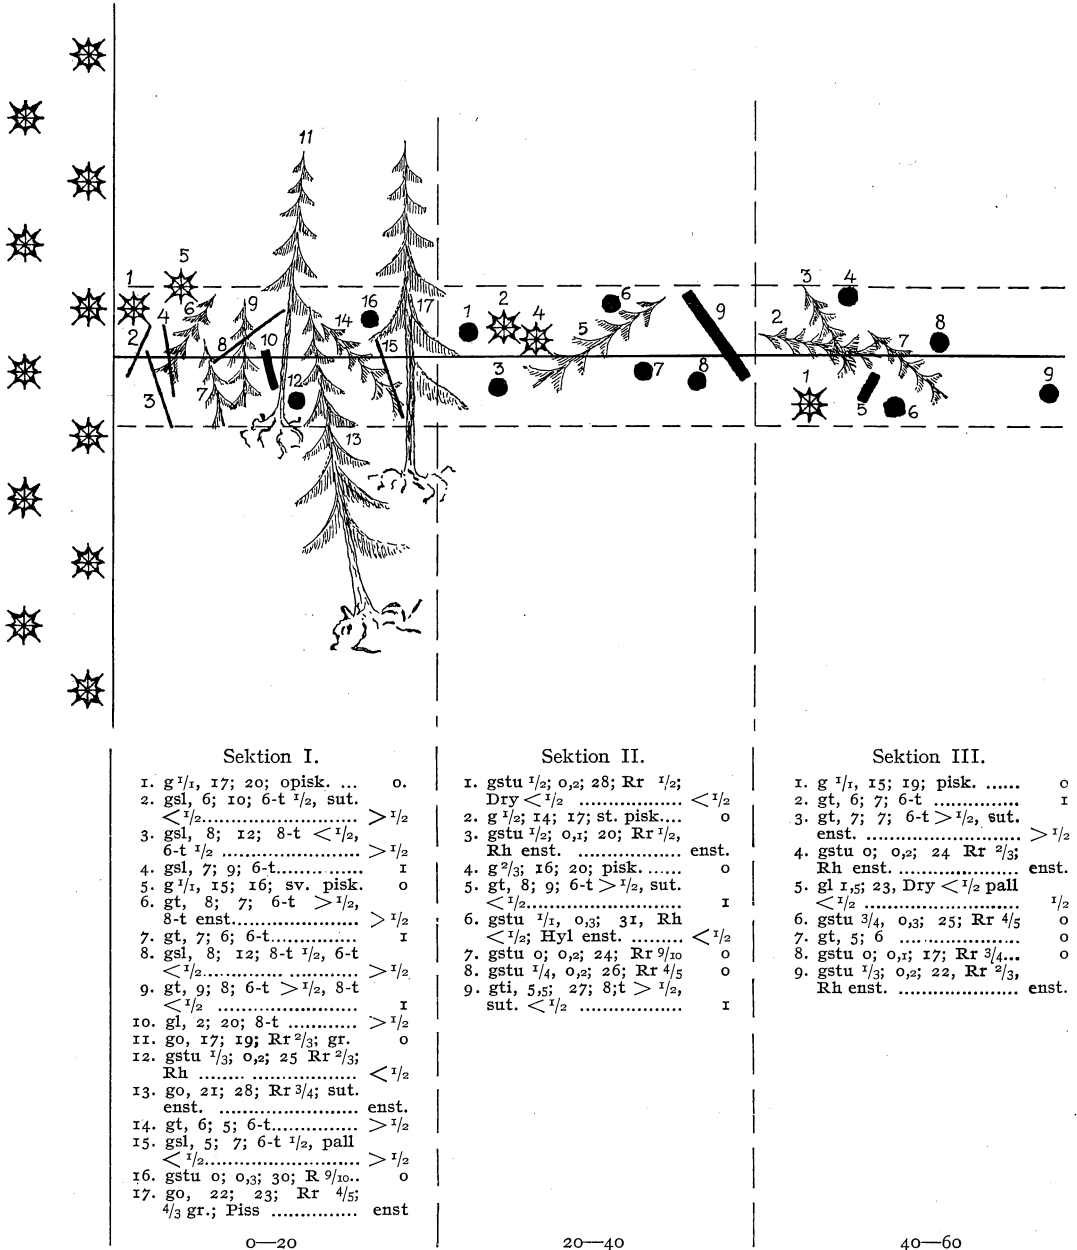 11
5
1
3
4
6
9
16
17
2
6
9
4
1
2
4
14
5
2
7
8
8
10
15
3
7
8
1
9
3
7
12
5
6
13
Sektion I.
1. g 1/1, 17; 20; opisk. ... 0.
2. gsl, 6; 10; 6-t 1/2, sut.
< 1/2 ........................ > 1/2
3. gsl, 8; 12; 8-t < 1/2,
6-t 1/2 ........................ > 1/2
4. gsl, 7; 9; 6-t............... 1
5. g 1/1, 15; 16; sv. pisk. 0
6. gt, 8; 7; 6-t > 1/2,
8-t enst...................... > 1/2
7. gt, 7; 6; 6-t............... 1
8. gsl, 8; 12; 8-t 1/2, 6-t
< 1/2........................ > 1/2
9. gt, 9; 8; 6-t > 1/2, 8-t
< 1/2 ........................ 1
10. gl, 2; 20; 8-t ............ > 1/2
11. go, 17; 19; Rr 2/3; gr. 0
12. gstu 1/3; 0,2; 25 Rr 2/3;
Rh ........................ < 1/2
13. go, 21; 28; Rr 3/4; sut.
enst. ........................ enst.
14. gt, 6; 5; 6-t............... > 1/2
15. gsl, 5; 7; 6-t 1/2, pall
< 1/2........................ > 1/2
16. gstu 0; 0,3; 30; R 9/10.. 0
17. go, 22; 23; Rr 4/5;
4/3 gr.; Piss ............... enst
0—20
Sektion II.
1. gstu 1/2; 0,2; 28; Rr 1/2;
Dry < 1/2 .................. < 1/2
2. g 1/2; 14; 17; st. pisk.... 0
3. gstu 1/2; 0,1; 20; Rr 1/2,
Rh enst. .................. enst.
4. g 2/3; 16; 20; pisk. ...... 0
5. gt, 8; 9; 6-t > 1/2, sut.
< 1/2........................ 1
6. gstu 1/1, 0,3; 31, Rh
< 1/2; Hyl enst. ......... < 1/2
7. gstu 0; 0,2; 24; Rr 9/10 0
8. gstu 1/4, 0,2; 26; Rr 4/5 0
9. gti, 5,5; 27; 8;t > 1/2,
sut. < 1/2 .................. 1
20—40
Sektion III.
1. g 1/1, 15; 19; pisk. ...... 0
2. gt, 6; 7; 6-t ............... 1
3. gt, 7; 7; 6-t > 1/2, sut.
enst. ........................ > 1/2
4. gstu 0; 0,2; 24 Rr 2/3;
Rh enst. .................. enst.
5. gl 1,5; 23, Dry < 1/2 pall
< 1/2 ........................ 1/2
6. gstu 3/4, 0,3; 25; Rr 4/5 0
7. gt, 5; 6 ..................... 0
8. gstu 0; 0,1; 17; Rr 3/4... 0
9. gstu 1/3; 0,2; 22, Rr 2/3,
Rh enst. .................. enst.
40—60